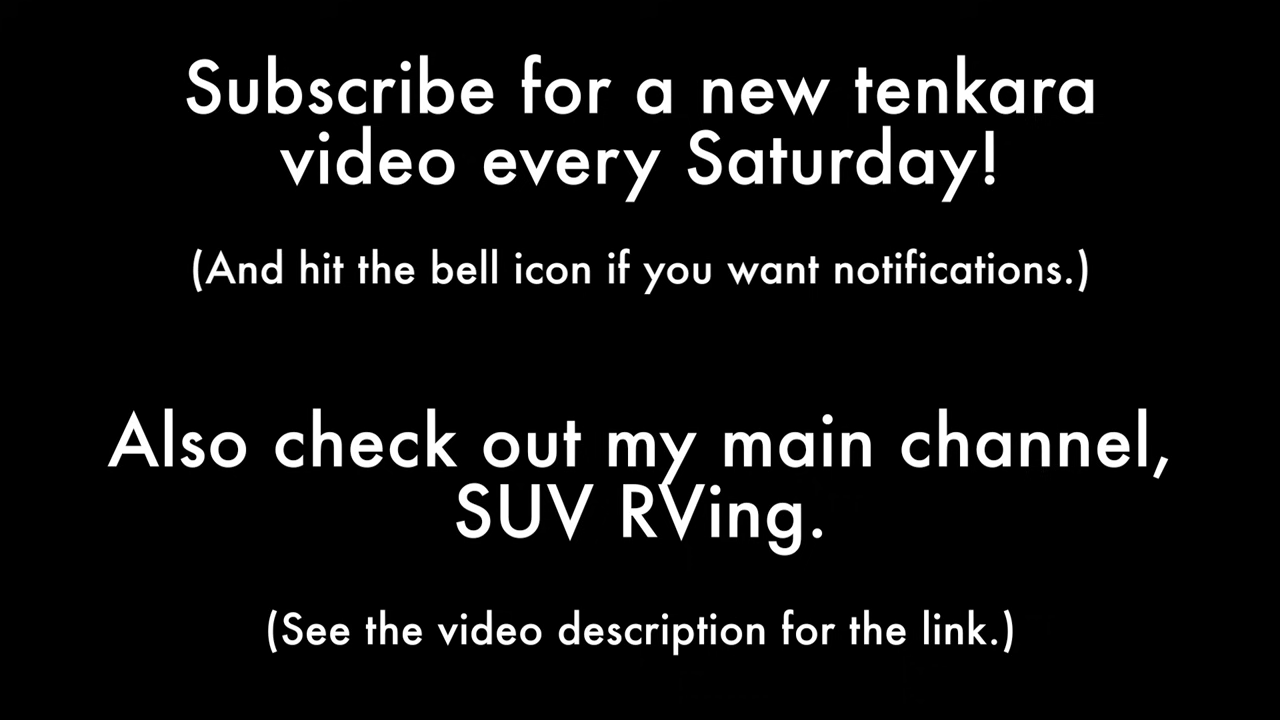 Subscribe for a new tenkara
video every Saturday!
(And hit the bell icon if you want notifications.)
Also check out my main channel,
SUV RVing.
(See the video description for the link.)